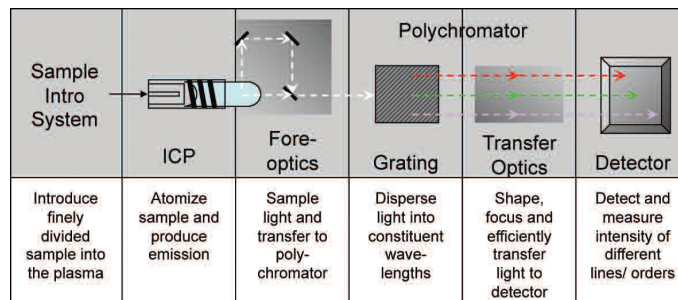 Polychromator
Sample
Intro
System
ICP
Fore-
optics
Grating
Transfer
Optics
Detector
Introduce
finely
divided
sample into
the plasma
Atomize
sample and
produce
emission
Sample
light and
transfer to
poly-
chromator
Disperse
light into
constituent
wave-
lengths
Shape,
focus and
efficiently
transfer
light to
detector
Detect and
measure
intensity of
different
lines/ orders